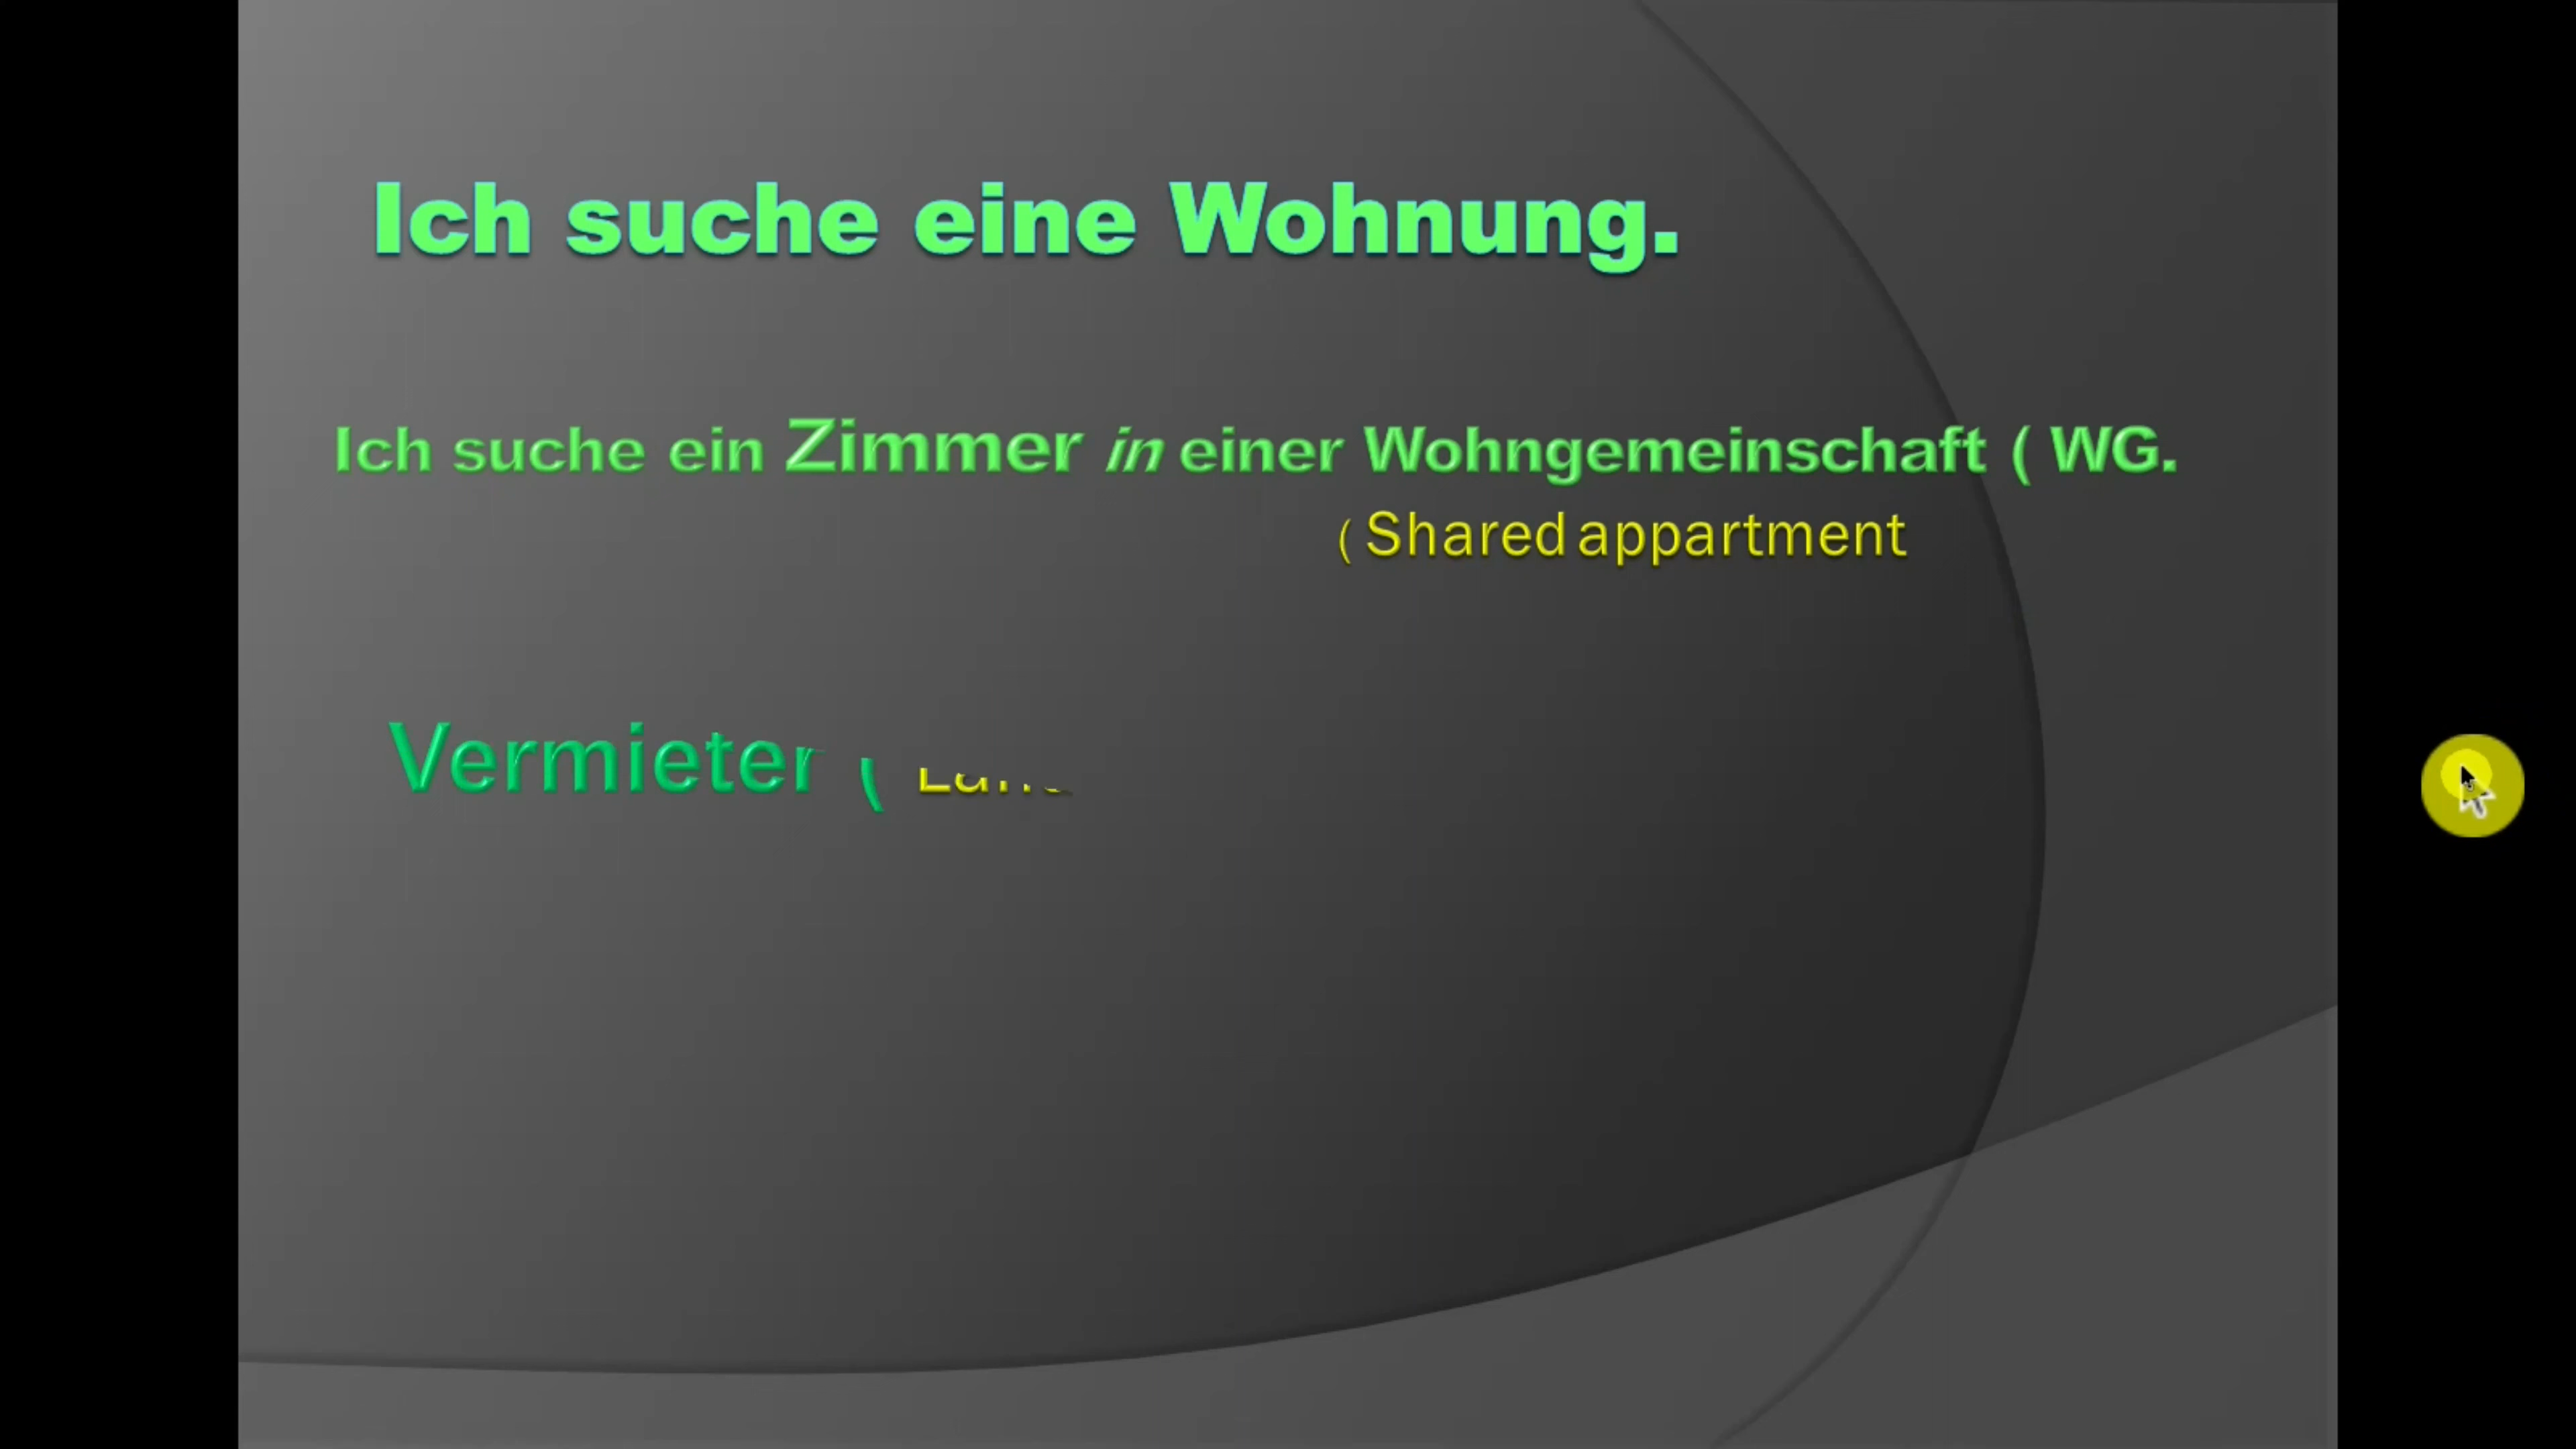 Ich suche eine Wohnung.
Ich suche ein Zimmer in einer Wohngemeinschaft ( WG.
( Shared appartment
Vermieter (